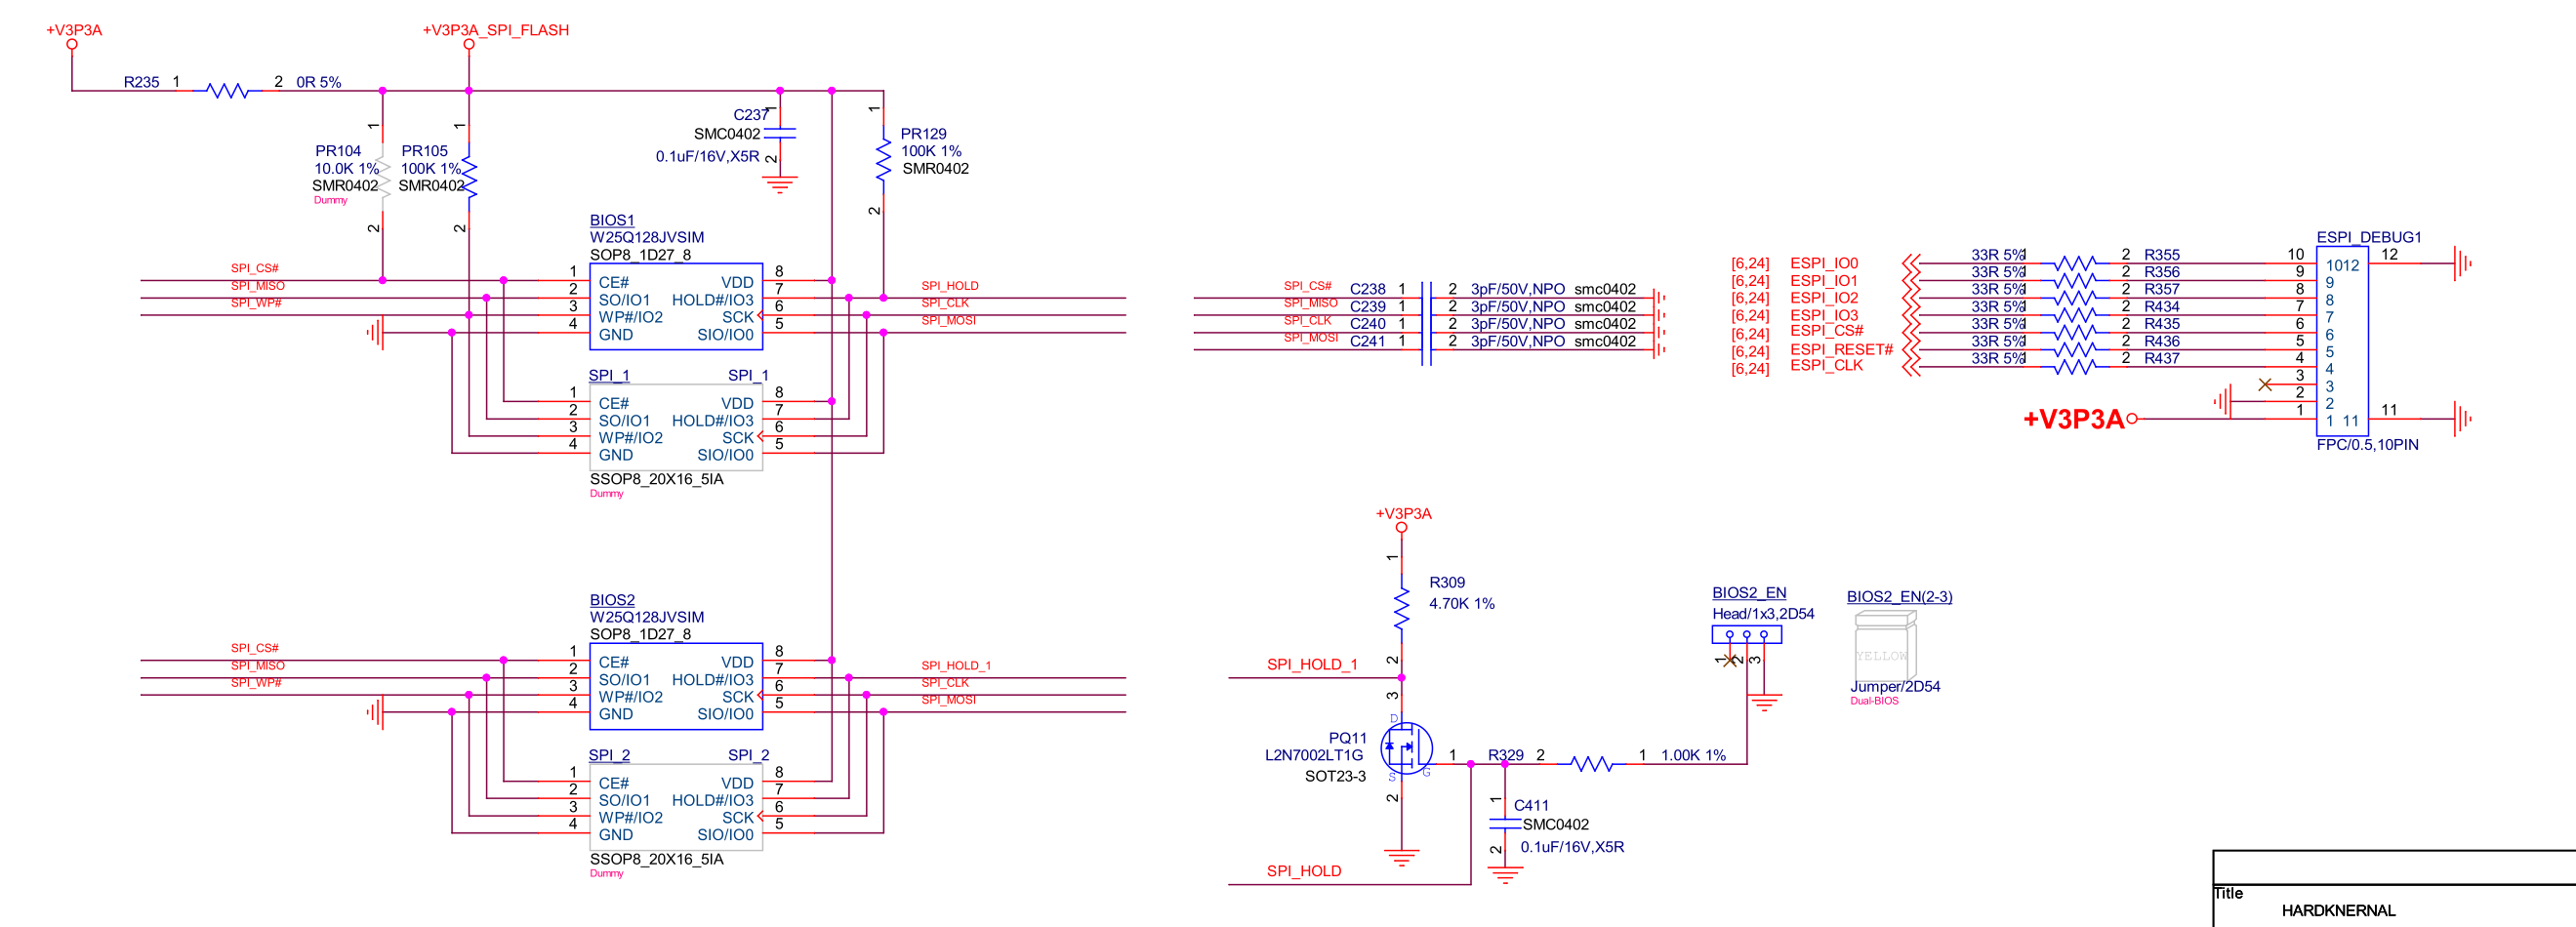 +V3P3A
+V3P3A_SPI_FLASH
R235 1 2 0R 5%
1 1 1 1
C237
SMC0402
0.1uF/16V,X5R
2
PR129
100K 1%
SMR0402
2
PR104
10.0K 1%
SMR0402
Dummy
2
PR105
100K 1%
SMR0402
2
BIOS1
W25Q128JVSIM
SOP8_1D27_8
SPI_CS# 1 CE# VDD 8
SPI_MISO 2 SO/IO1 HOLD#/IO3 7 SPI_HOLD
SPI_WP# 3 WP#/IO2 SCK 6 SPI_CLK
4 GND SIO/IO0 5 SPI_MOSI
SPI_1 SPI_1
1 CE# VDD 8
2 SO/IO1 HOLD#/IO3 7
3 WP#/IO2 SCK 6
4 GND SIO/IO0 5
SSOP8_20X16_5IA
Dummy
BIOS2
W25Q128JVSIM
SOP8_1D27_8
SPI_CS# 1 CE# VDD 8
SPI_MISO 2 SO/IO1 HOLD#/IO3 7 SPI_HOLD_1
SPI_WP# 3 WP#/IO2 SCK 6 SPI_CLK
4 GND SIO/IO0 5 SPI_MOSI
SPI_2 SPI_2
1 CE# VDD 8
2 SO/IO1 HOLD#/IO3 7
3 WP#/IO2 SCK 6
4 GND SIO/IO0 5
SSOP8_20X16_5IA
Dummy
SPI_CS# C238 1 2 3pF/50V,NPO smc0402
SPI_MISO C239 1 2 3pF/50V,NPO smc0402
SPI_CLK C240 1 2 3pF/50V,NPO smc0402
SPI_MOSI C241 1 2 3pF/50V,NPO smc0402
ESPI_DEBUG1
[6,24] ESPI_IO0 33R 5% 1 2 R355 10 1012 12
[6,24] ESPI_IO1 33R 5% 1 2 R356 9 9
[6,24] ESPI_IO2 33R 5% 1 2 R357 8 8
[6,24] ESPI_IO3 33R 5% 1 2 R434 7 7
[6,24] ESPI_CS# 33R 5% 1 2 R435 6 6
[6,24] ESPI_RESET# 33R 5% 1 2 R436 5 5
[6,24] ESPI_CLK 33R 5% 1 2 R437 4 4
3 3
2 2
+V3P3A 1 1 11 11
FPC/0.5,10PIN
+V3P3A
1
R309
4.70K 1%
2
SPI_HOLD_1
3
D
PQ11
L2N7002LT1G
SOT23-3
S G
2
1 R329 2 1 1.00K 1%
1
C411
SMC0402
0.1uF/16V,X5R
2
SPI_HOLD
BIOS2_EN
Head/1x3,2D54
1 2 3
BIOS2_EN(2-3)
YELLOW
Jumper/2D54
Dual-BIOS
Title
HARDKNERNAL